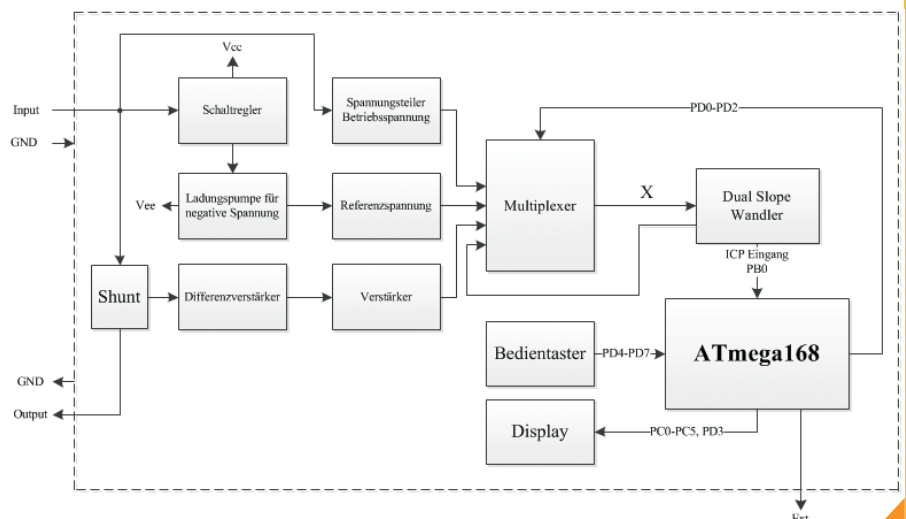 Vcc
Input
Schaltregler
Spannungsteiler
Betriebsspannung
PD0-PD2
GND
Multiplexer
X
Dual Slope
Wandler
Vee
Ladungspumpe für
negative Spannung
Referenzspannung
ICP Eingang
PB0
Shunt
Differenzverstärker
Verstärker
Bedientaster
PD4-PD7
ATmega168
GND
Output
Display
PC0-PC5, PD3
Ext